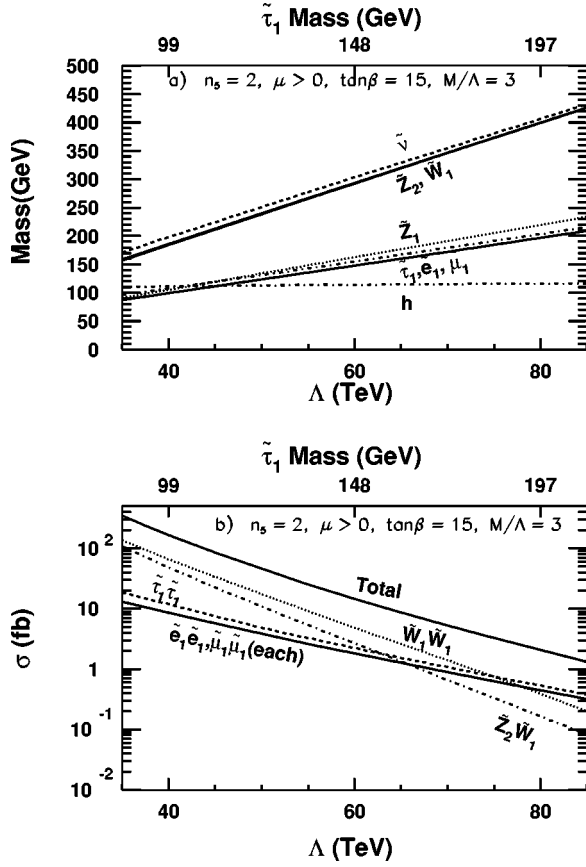 τ̃₁ Mass (GeV)
99 148 197
a) n₅ = 2, μ > 0, tanβ = 15, M/Λ = 3
500
450
400
350
300
250
200
150
100
50
0
Mass(GeV)
ν̃
Z̃₂, W̃₁
Z̃₁
τ̃₁, ẽ₁, μ̃₁
h
40 60 80
Λ (TeV)
τ̃₁ Mass (GeV)
99 148 197
b) n₅ = 2, μ > 0, tanβ = 15, M/Λ = 3
10²
10
1
10⁻¹
10⁻²
σ (fb)
Total
τ̃₁τ̃₁
W̃₁W̃₁
ẽ₁ẽ₁,μ̃₁μ̃₁(each)
Z̃₂W̃₁
40 60 80
Λ (TeV)